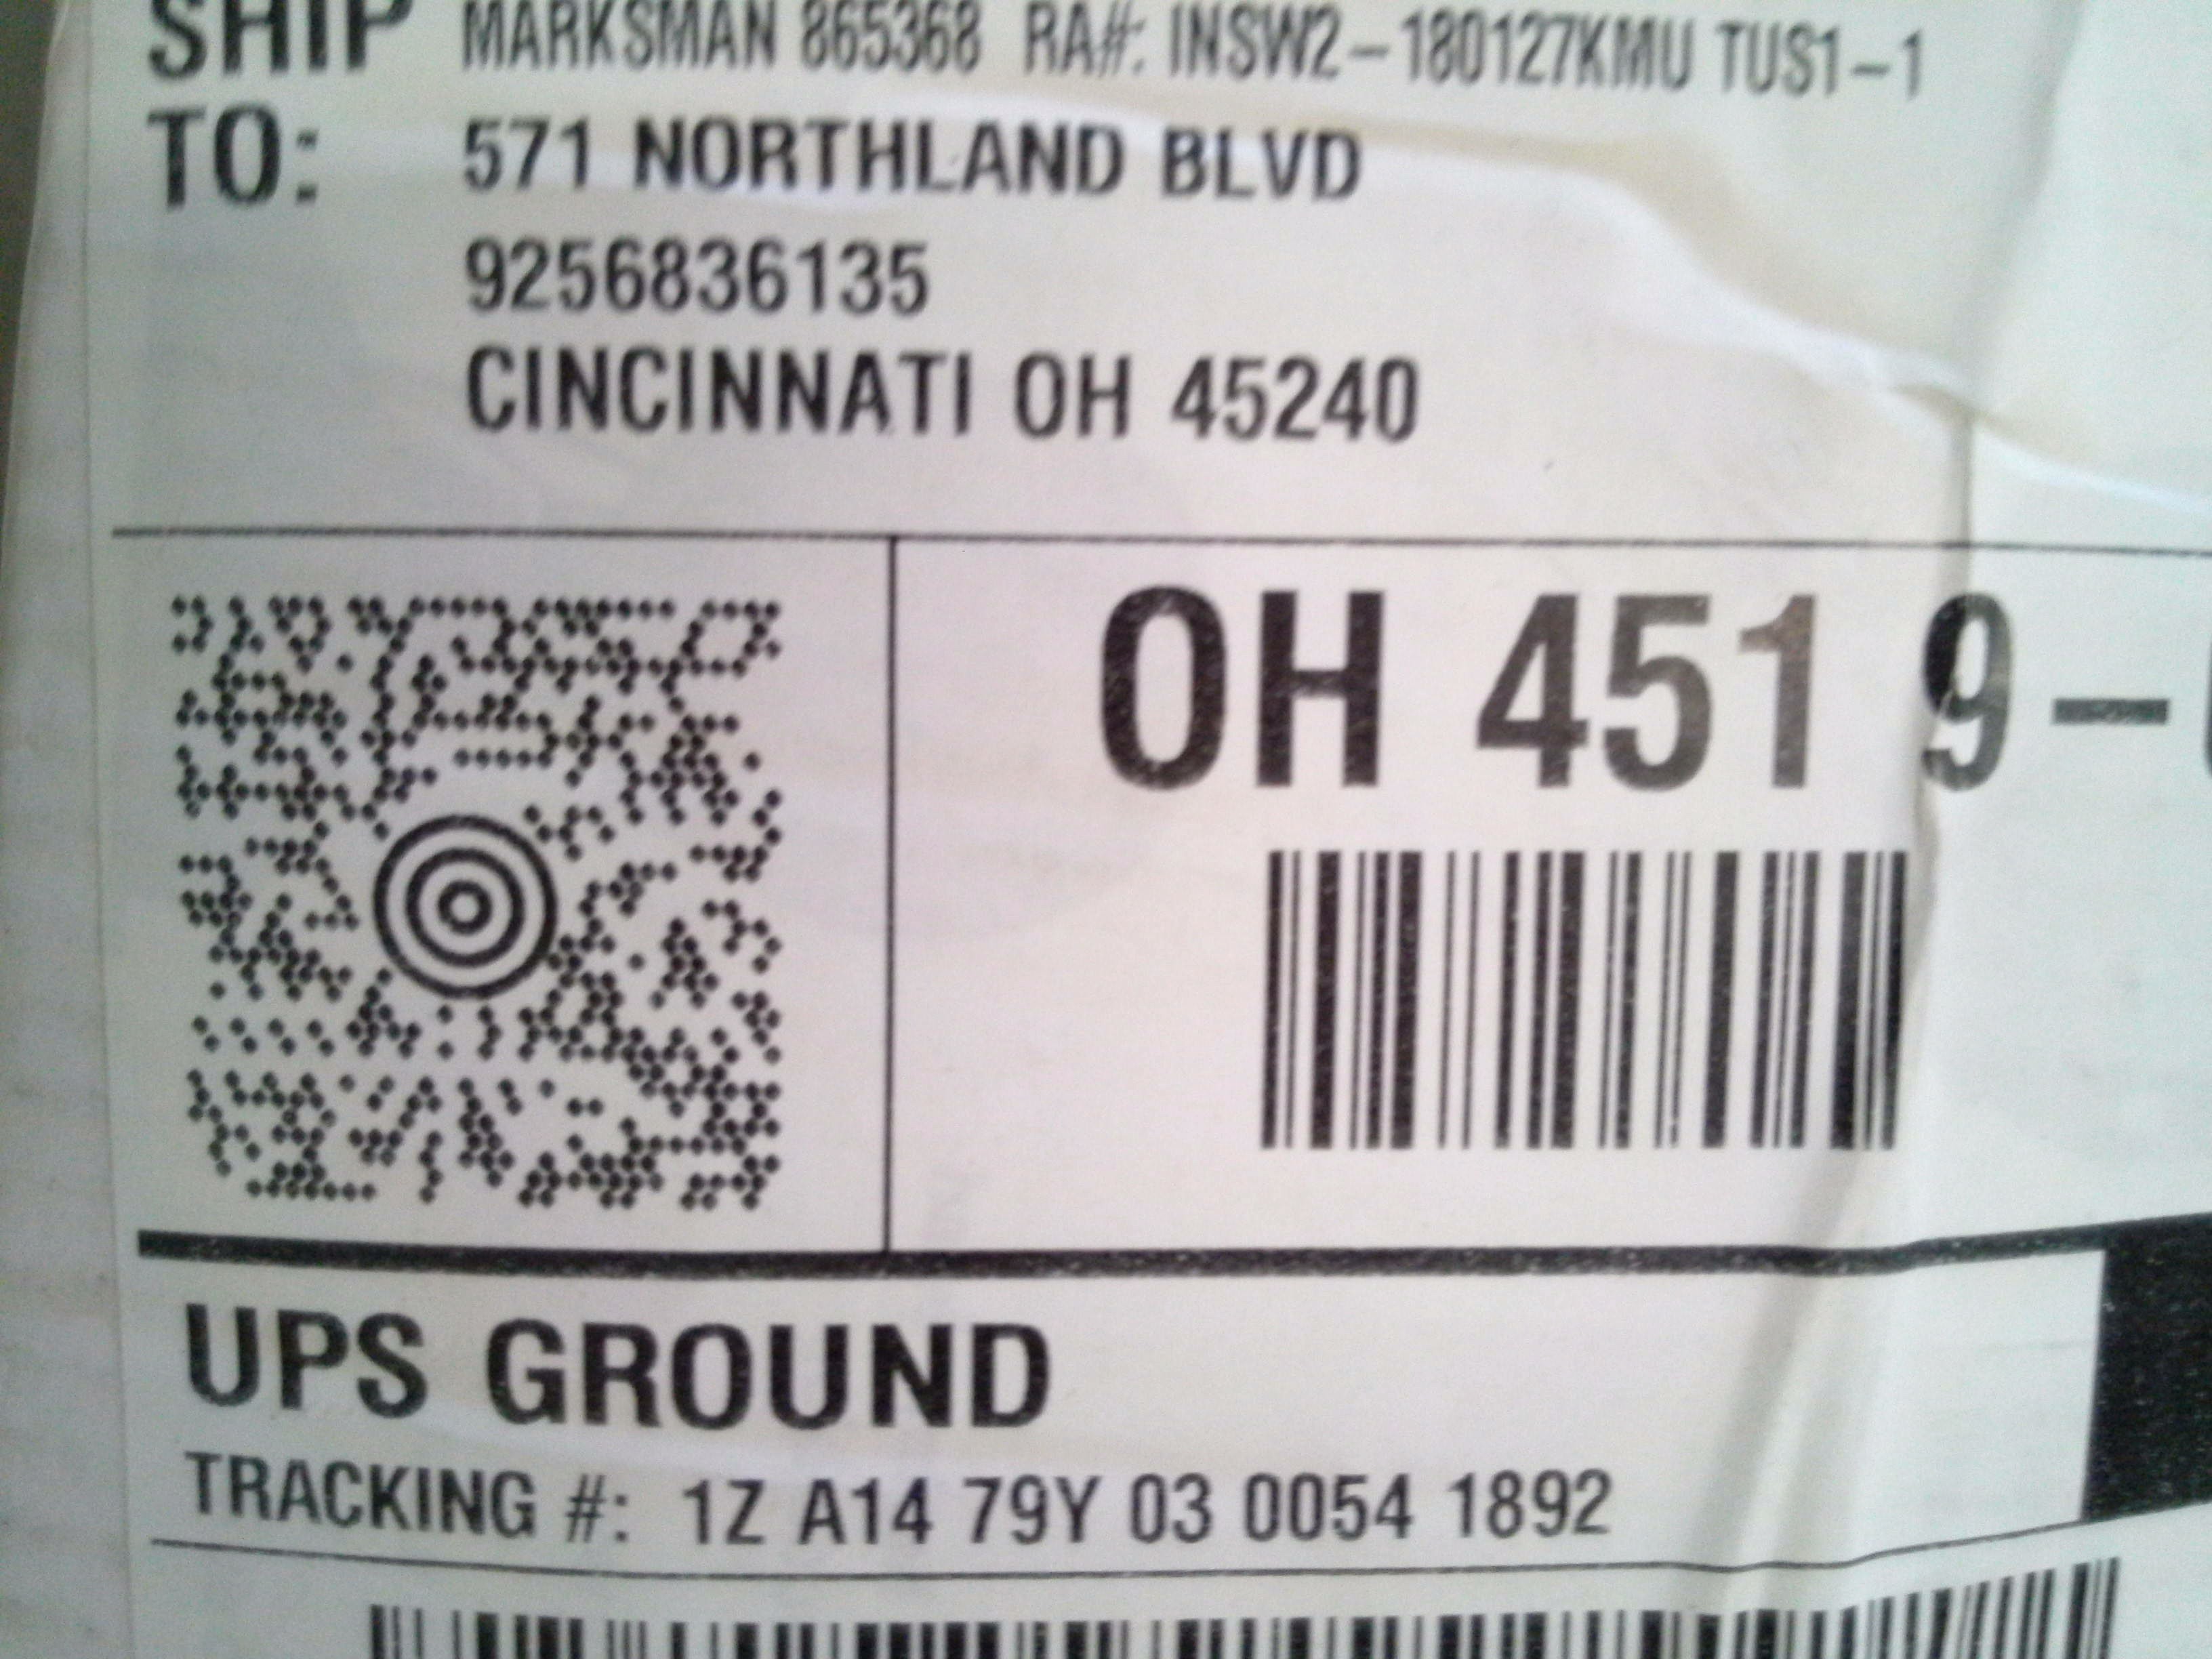 SHIP MARKSMAN 865368 RA#: INSW2-180127KMU TUS1-1
TO: 571 NORTHLAND BLVD
9256836135
CINCINNATI OH 45240
OH 451 9-
UPS GROUND
TRACKING #: 1Z A14 79Y 03 0054 1892